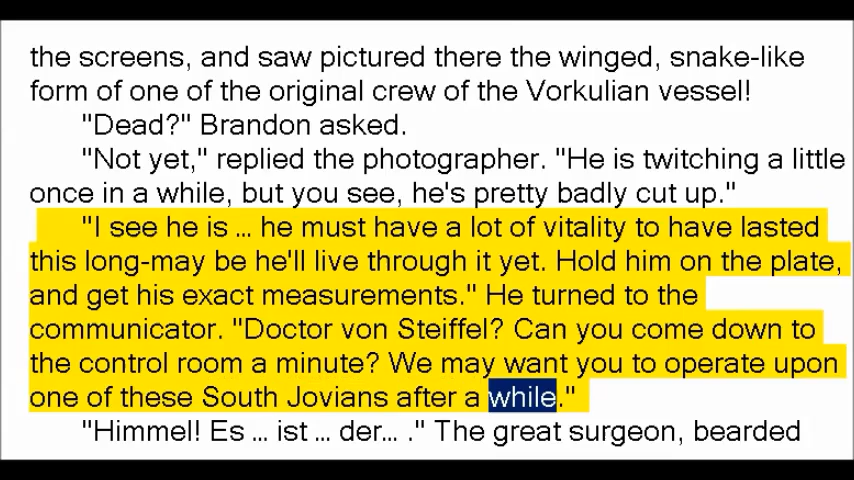 the screens, and saw pictured there the winged, snake-like
form of one of the original crew of the Vorkulian vessel!
"Dead?" Brandon asked.
"Not yet," replied the photographer. "He is twitching a little
once in a while, but you see, he's pretty badly cut up."
"I see he is ... he must have a lot of vitality to have lasted
this long-may be he'll live through it yet. Hold him on the plate,
and get his exact measurements." He turned to the
communicator. "Doctor von Steiffel? Can you come down to
the control room a minute? We may want you to operate upon
one of these South Jovians after a while."
"Himmel! Es ... ist ... der... ." The great surgeon, bearded